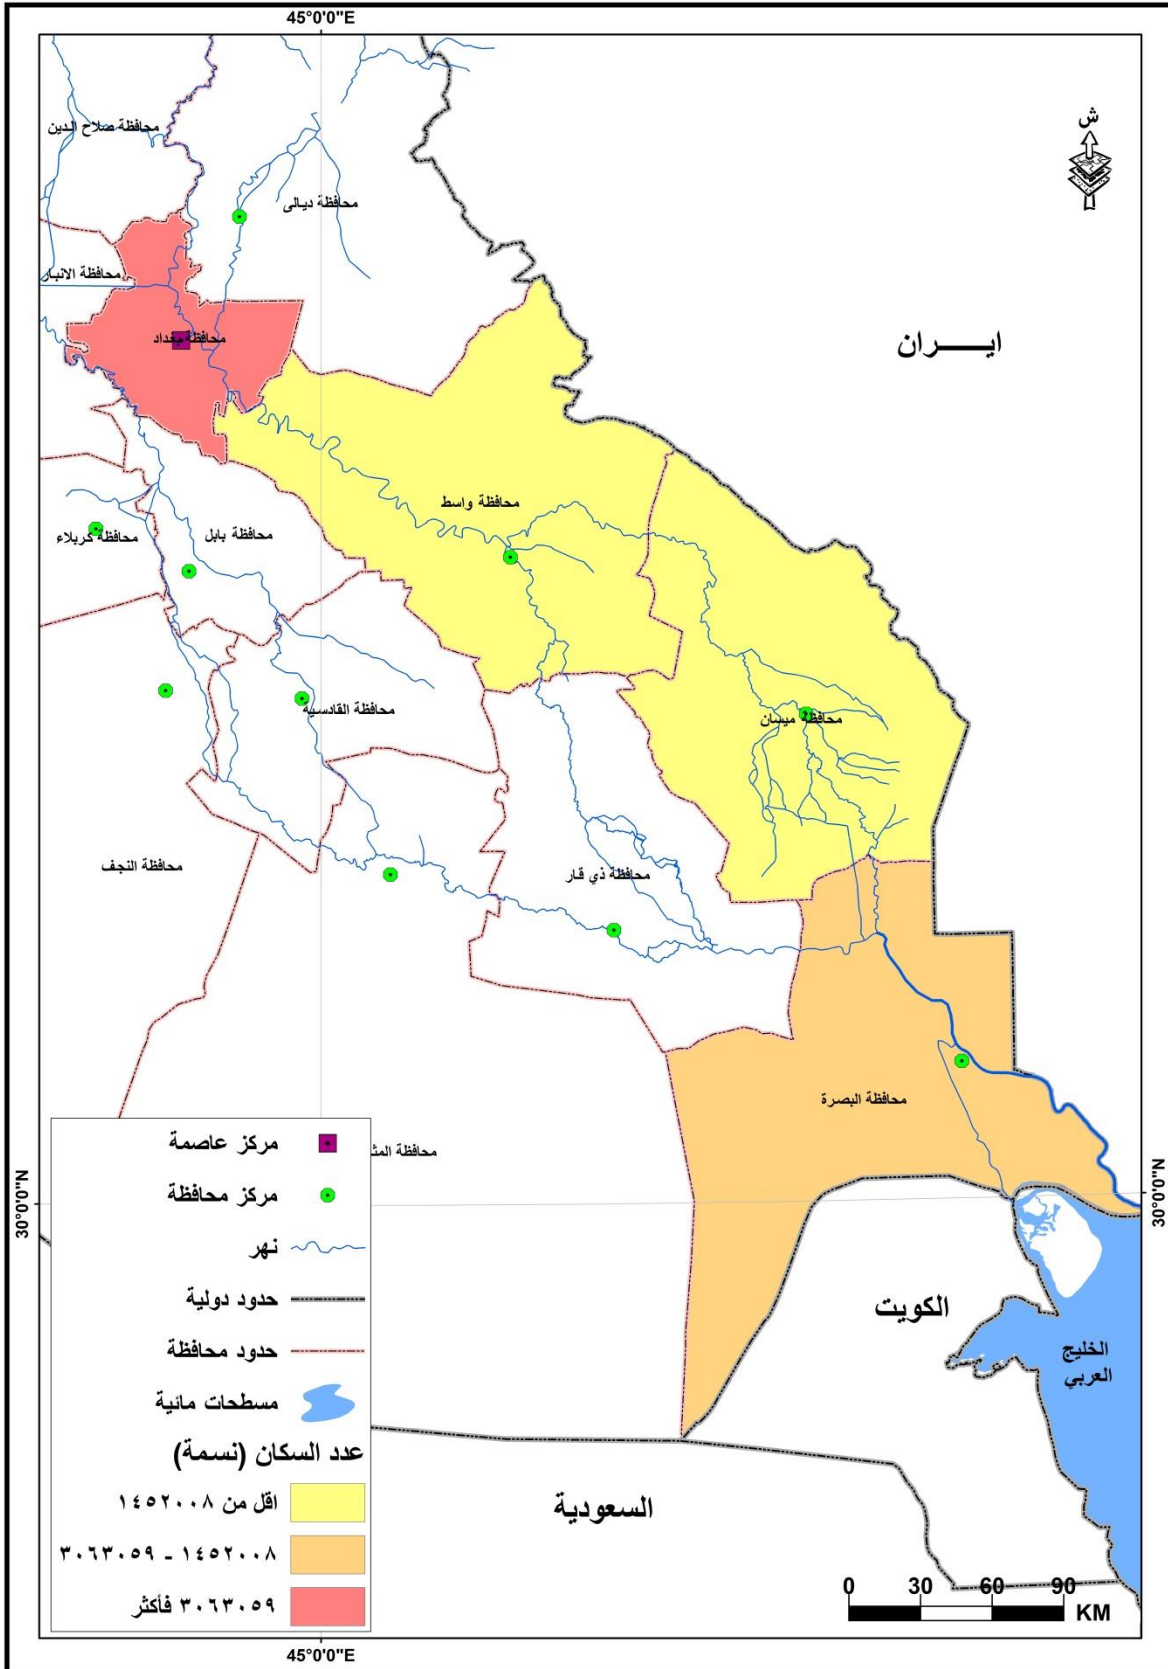 45°0'0"E
ش
محافظة صلاح الدين
محافظة ديالى
محافظة الانبار
ايـــــران
محافظة بغداد
محافظة واسط
محافظة بابل
محافظة كربلاء
محافظة القادسية
محافظة ميسان
محافظة النجف
محافظة ذي قار
محافظة البصرة
محافظة المث
30°0'0"N
30°0'0"N
الكويت
الخليج
العربي
السعودية
مركز عاصمة
مركز محافظة
نهر
حدود دولية
حدود محافظة
مسطحات مائية
عدد السكان (نسمة)
اقل من ١٤٥٢٠٠٨
١٤٥٢٠٠٨ - ٣٠٦٣٠٥٩
٣٠٦٣٠٥٩ فأكثر
0 30 60 90
KM
45°0'0"E